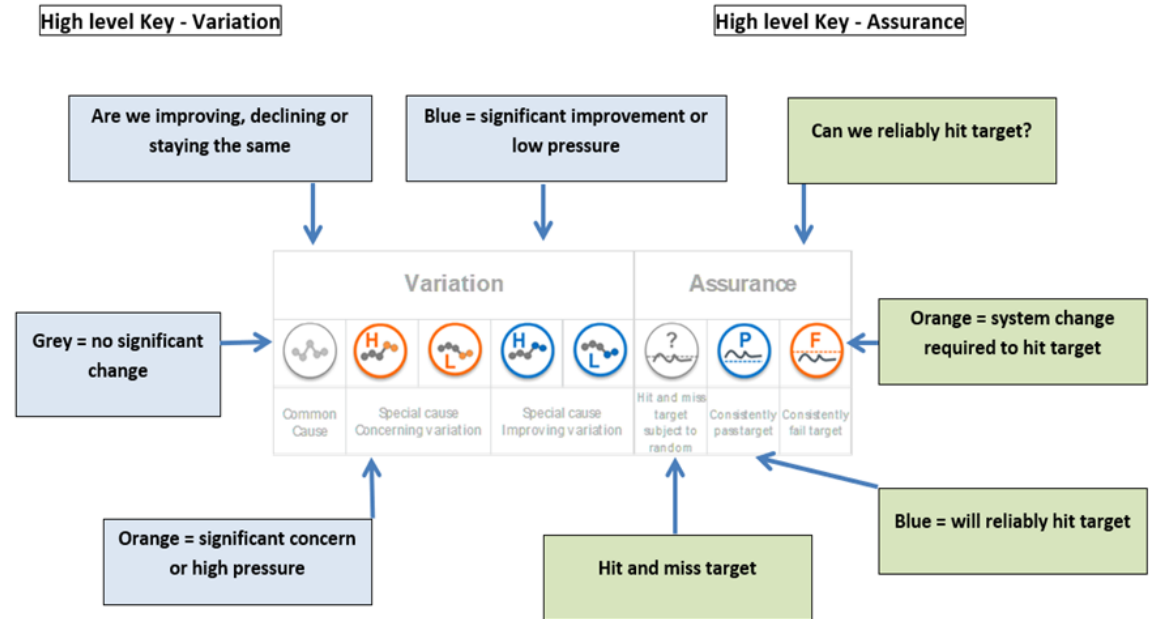 High level Key - Variation
High level Key - Assurance
Are we improving, declining or
staying the same
Blue = significant improvement or
low pressure
Can we reliably hit target?
Variation
Assurance
Grey = no significant
change
H
L
H
L
?
P
F
Orange = system change
required to hit target
Common
Cause
Special cause
Concerning variation
Special cause
Improving variation
Hit and miss
target
subject to
random
Consistently
pass target
Consistently
fail target
Orange = significant concern
or high pressure
Hit and miss target
Blue = will reliably hit target